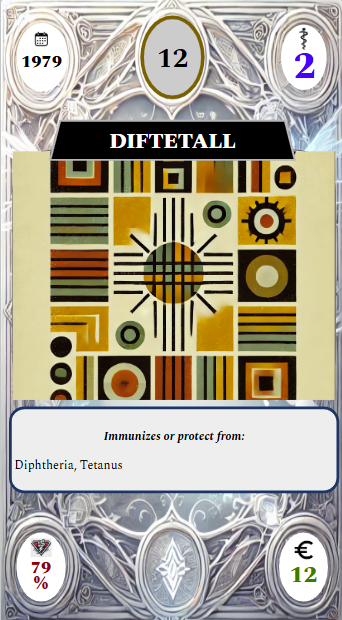 1979
12
2
DIFTETALL
Immunizes or protect from:
Diphtheria, Tetanus
79
%
€
12